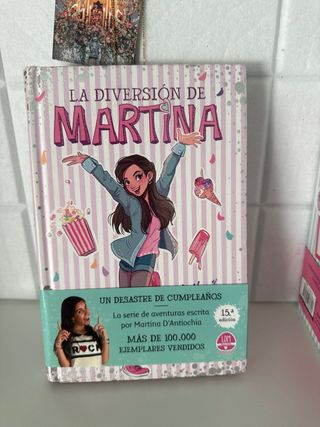 LA DIVERSIÓN DE
MARTINA
UN DESASTRE DE CUMPLEAÑOS
La serie de aventuras escrita
por Martina D'Antiochia
15.ª
edición
MÁS DE 100.000
EJEMPLARES VENDIDOS
ROCK